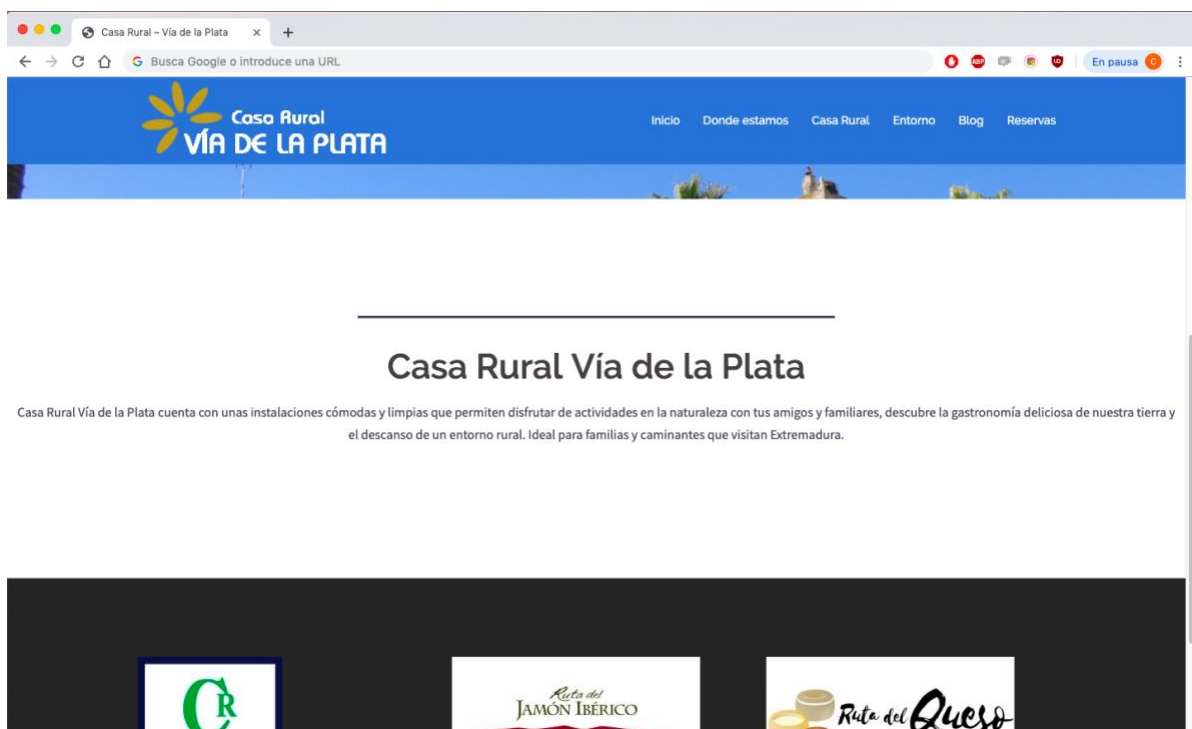 Casa Rural – Vía de la Plata
Busca Google o introduce una URL
ABP
UD
En pausa C
Casa Rural
VÍA DE LA PLATA
Inicio Donde estamos Casa Rural Entorno Blog Reservas
Casa Rural Vía de la Plata
Casa Rural Vía de la Plata cuenta con unas instalaciones cómodas y limpias que permiten disfrutar de actividades en la naturaleza con tus amigos y familiares, descubre la gastronomía deliciosa de nuestra tierra y
el descanso de un entorno rural. Ideal para familias y caminantes que visitan Extremadura.
CR
Ruta del
JAMÓN IBÉRICO
Ruta del Queso